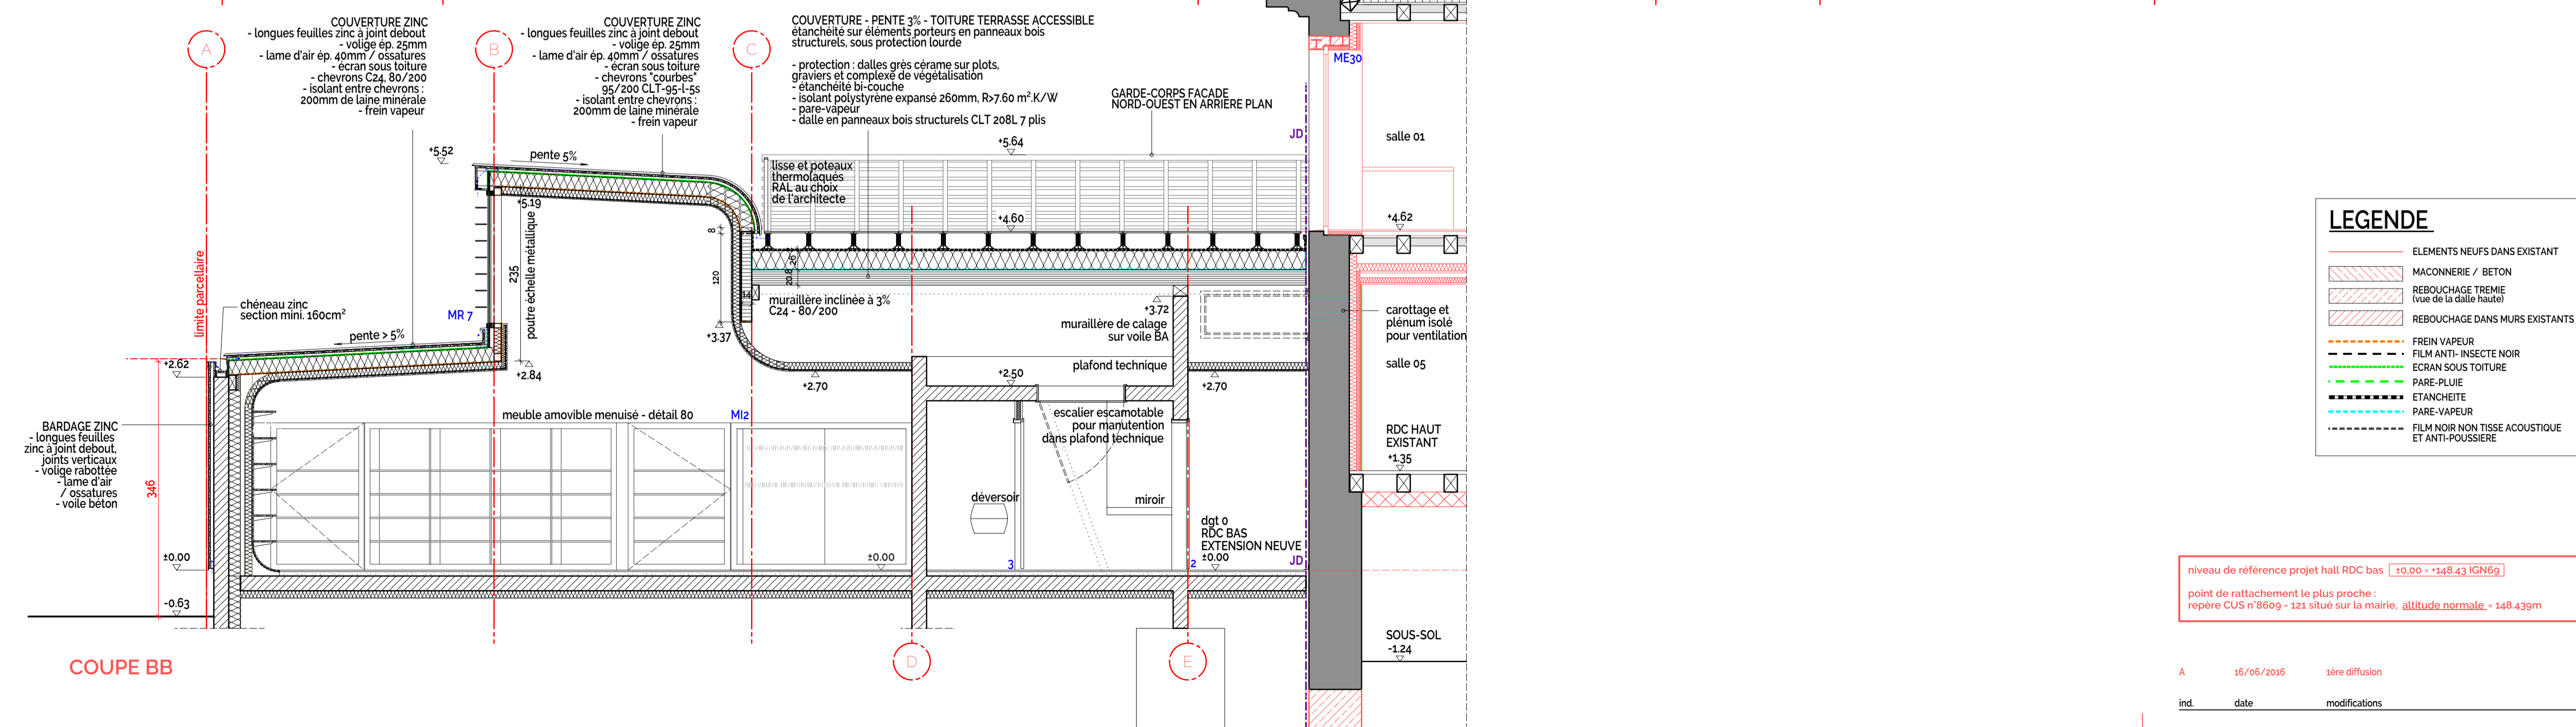 A
B
C
COUVERTURE ZINC
- longues feuilles zinc à joint debout
- volige ép. 25mm
- lame d'air ép. 40mm / ossatures
- écran sous toiture
- chevrons C24, 80/200
- isolant entre chevrons :
200mm de laine minérale
- frein vapeur
COUVERTURE ZINC
- longues feuilles zinc à joint debout
- volige ép. 25mm
- lame d'air ép. 40mm / ossatures
- écran sous toiture
- chevrons "courbes"
95/200 CLT-95-l-5s
- isolant entre chevrons :
200mm de laine minérale
- frein vapeur
COUVERTURE - PENTE 3% - TOITURE TERRASSE ACCESSIBLE
étanchéité sur éléments porteurs en panneaux bois
structurels, sous protection lourde
- protection : dalles grès cérame sur plots,
graviers et complexe de végétalisation
- étanchéité bi-couche
- isolant polystyrène expansé 260mm, R>7.60 m².K/W
- pare-vapeur
- dalle en panneaux bois structurels CLT 208L 7 plis
GARDE-CORPS FACADE
NORD-OUEST EN ARRIÈRE PLAN
ME30
JD
salle 01
+5.52
pente 5%
+5.64
lisse et poteaux
thermolaqués
RAL au choix
de l'architecte
+5.19
+4.60
+4.62
limite parcellaire
235
poutre échelle métallique
8
120
26
20.8
14
chéneau zinc
section mini. 160cm²
MR 7
pente > 5%
muraillère inclinée à 3%
C24 - 80/200
+3.72
muraillère de calage
sur voile BA
carottage et
plénum isolé
pour ventilation
+3.37
+2.62
+2.84
+2.70
+2.50
plafond technique
+2.70
salle 05
meuble amovible menuisé - détail 80
MI2
escalier escamotable
pour manutention
dans plafond technique
BARDAGE ZINC
- longues feuilles
zinc à joint debout,
joints verticaux
- volige rabottée
- lame d'air
/ ossatures
- voile béton
346
RDC HAUT
EXISTANT
+1.35
déversoir
miroir
dgt 0
RDC BAS
EXTENSION NEUVE
±0.00
±0.00
±0.00
3
2
JD
-0.63
SOUS-SOL
-1.24
D
E
COUPE BB
LEGENDE
ELEMENTS NEUFS DANS EXISTANT
MACONNERIE / BETON
REBOUCHAGE TREMIE
(vue de la dalle haute)
REBOUCHAGE DANS MURS EXISTANTS
FREIN VAPEUR
FILM ANTI- INSECTE NOIR
ECRAN SOUS TOITURE
PARE-PLUIE
ETANCHEITE
PARE-VAPEUR
FILM NOIR NON TISSE ACOUSTIQUE
ET ANTI-POUSSIERE
niveau de référence projet hall RDC bas ±0,00 = +148.43 IGN69
point de rattachement le plus proche :
repère CUS n°8609 - 121 situé sur la mairie, altitude normale = 148.439m
A 16/06/2016 1ère diffusion
ind. date modifications